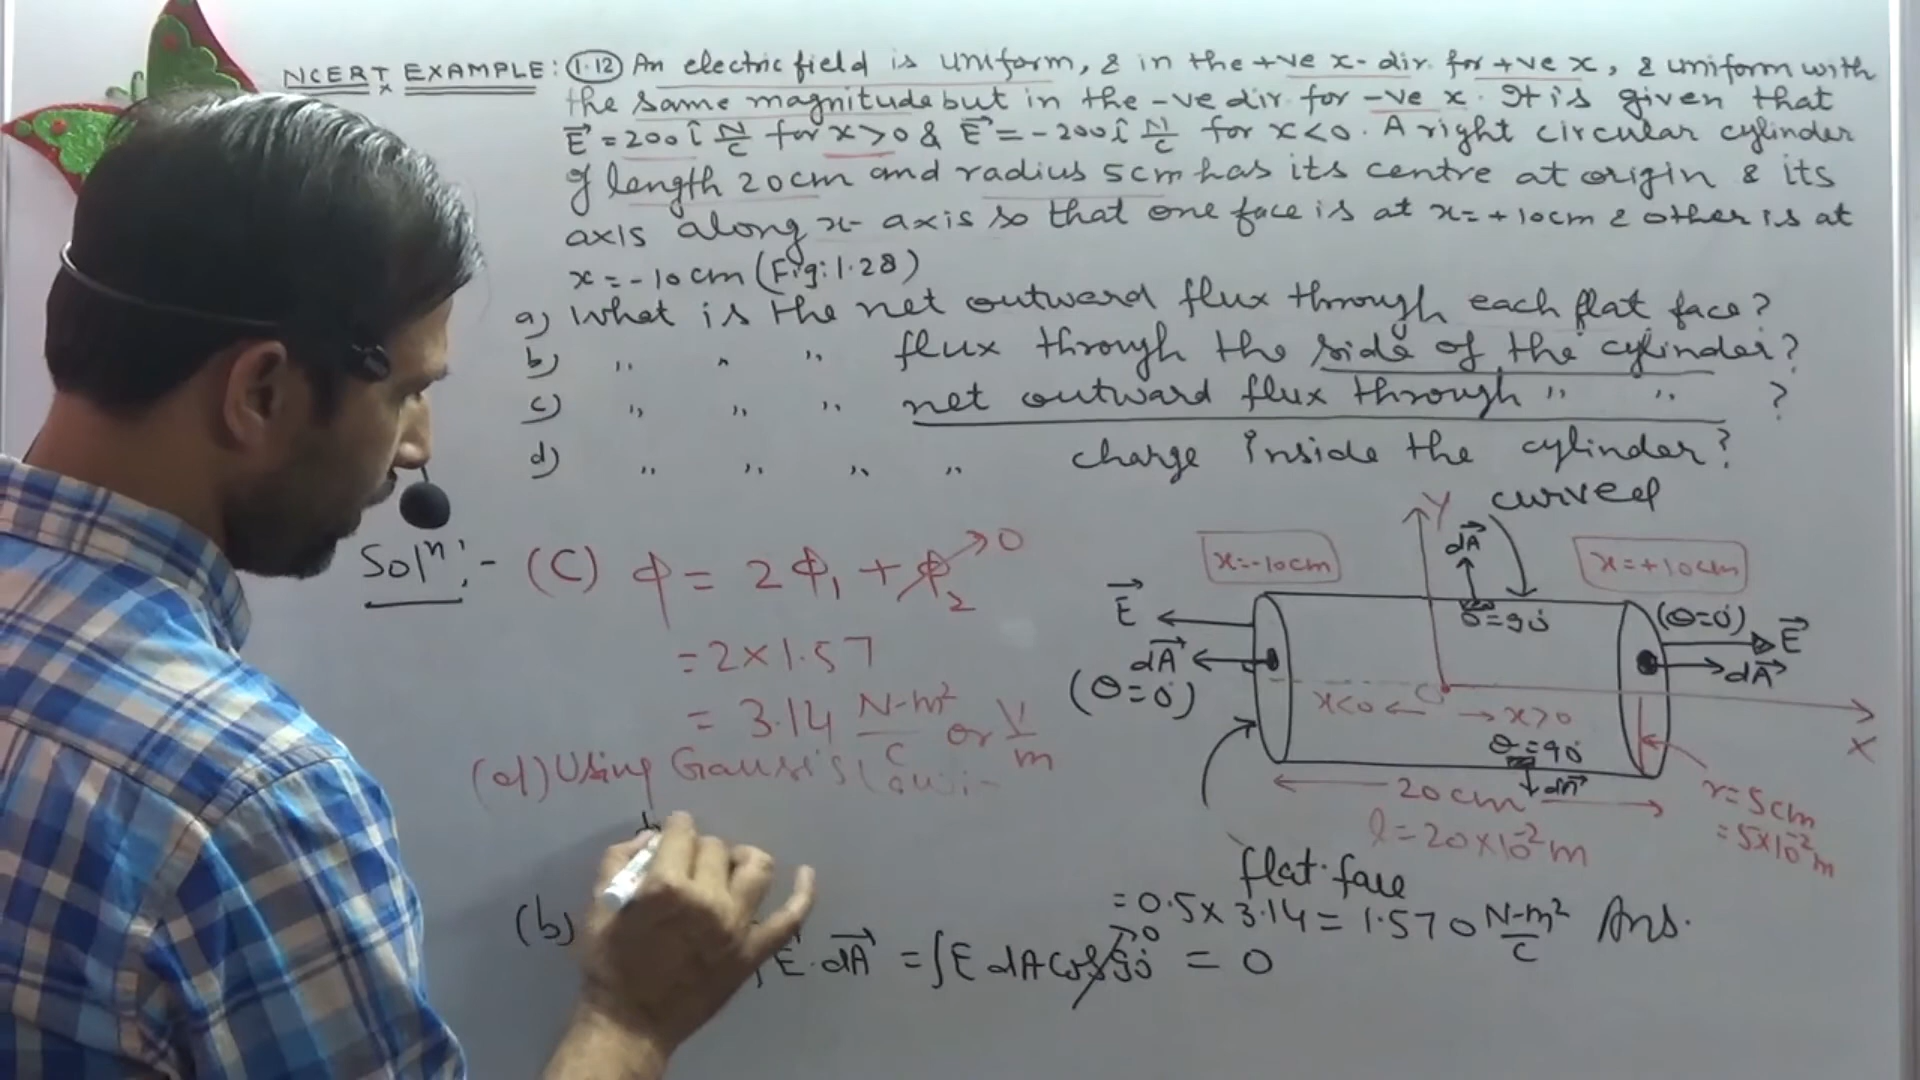 NCERT EXAMPLE: 1.12 An electric field is uniform, & in the +ve x-dir. for +ve x, & uniform with
the same magnitude but in the -ve dir. for -ve x. It is given that
E⃗ = 200 î N/C for x>0 & E⃗ = -200 î N/C for x<0. A right circular cylinder
of length 20cm and radius 5cm has its centre at origin & its
axis along x-axis so that one face is at x=+10cm & other is at
x=-10cm (Fig:1.28)
a) What is the net outward flux through each flat face?
b) " " " flux through the side of the cylinder?
c) " " " net outward flux through " " ?
d) " " " " charge inside the cylinder?
Solⁿ:- (C) φ = 2φ₁ + φ₂ → 0
= 2×1.57
= 3.14 N-m²/C or V/m
(d) Using Gauss's Law:-
(b)
E⃗.dA⃗ = ∫E dA cos 90° → 0 = 0
curved
Y
dA⃗
x=-10cm
x=+10cm
E⃗
θ=90°
(θ=0°)
E⃗
dA⃗
dA⃗
(θ=0°)
x<0 ←
O
→ x>0
X
θ=90°
dA⃗
20cm
l=20×10⁻²m
r=5cm
=5×10⁻²m
flat face
=0.5×3.14=1.570 N-m²/C Ans.